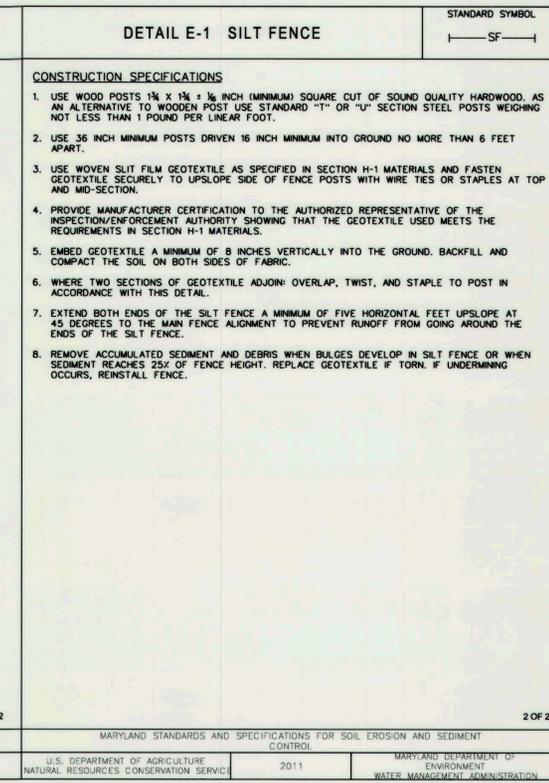 DETAIL E-1 SILT FENCE
STANDARD SYMBOL
SF
CONSTRUCTION SPECIFICATIONS
1. USE WOOD POSTS 1¾ X 1¾ ± 1/16 INCH (MINIMUM) SQUARE CUT OF SOUND QUALITY HARDWOOD. AS
AN ALTERNATIVE TO WOODEN POST USE STANDARD "T" OR "U" SECTION STEEL POSTS WEIGHING
NOT LESS THAN 1 POUND PER LINEAR FOOT.
2. USE 36 INCH MINIMUM POSTS DRIVEN 16 INCH MINIMUM INTO GROUND NO MORE THAN 6 FEET
APART.
3. USE WOVEN SLIT FILM GEOTEXTILE AS SPECIFIED IN SECTION H-1 MATERIALS AND FASTEN
GEOTEXTILE SECURELY TO UPSLOPE SIDE OF FENCE POSTS WITH WIRE TIES OR STAPLES AT TOP
AND MID-SECTION.
4. PROVIDE MANUFACTURER CERTIFICATION TO THE AUTHORIZED REPRESENTATIVE OF THE
INSPECTION/ENFORCEMENT AUTHORITY SHOWING THAT THE GEOTEXTILE USED MEETS THE
REQUIREMENTS IN SECTION H-1 MATERIALS.
5. EMBED GEOTEXTILE A MINIMUM OF 8 INCHES VERTICALLY INTO THE GROUND. BACKFILL AND
COMPACT THE SOIL ON BOTH SIDES OF FABRIC.
6. WHERE TWO SECTIONS OF GEOTEXTILE ADJOIN: OVERLAP, TWIST, AND STAPLE TO POST IN
ACCORDANCE WITH THIS DETAIL.
7. EXTEND BOTH ENDS OF THE SILT FENCE A MINIMUM OF FIVE HORIZONTAL FEET UPSLOPE AT
45 DEGREES TO THE MAIN FENCE ALIGNMENT TO PREVENT RUNOFF FROM GOING AROUND THE
ENDS OF THE SILT FENCE.
8. REMOVE ACCUMULATED SEDIMENT AND DEBRIS WHEN BULGES DEVELOP IN SILT FENCE OR WHEN
SEDIMENT REACHES 25% OF FENCE HEIGHT. REPLACE GEOTEXTILE IF TORN. IF UNDERMINING
OCCURS, REINSTALL FENCE.
2
2 OF 2
MARYLAND STANDARDS AND SPECIFICATIONS FOR SOIL EROSION AND SEDIMENT
CONTROL
U.S. DEPARTMENT OF AGRICULTURE
NATURAL RESOURCES CONSERVATION SERVICE
2011
MARYLAND DEPARTMENT OF
ENVIRONMENT
WATER MANAGEMENT ADMINISTRATION